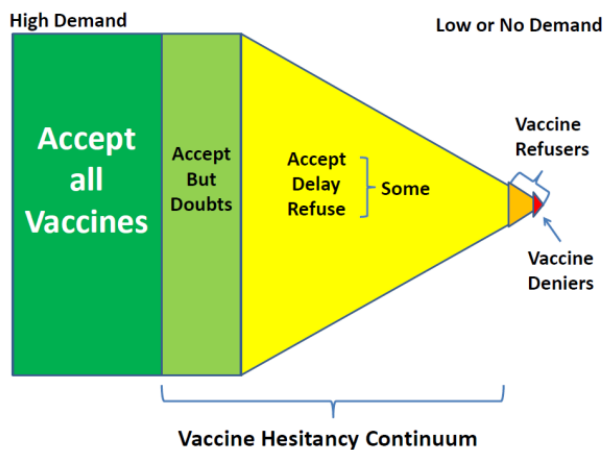 High Demand
Low or No Demand
Accept
all
Vaccines
Accept
But
Doubts
Accept
Delay
Refuse
Some
Vaccine
Refusers
Vaccine
Deniers
Vaccine Hesitancy Continuum